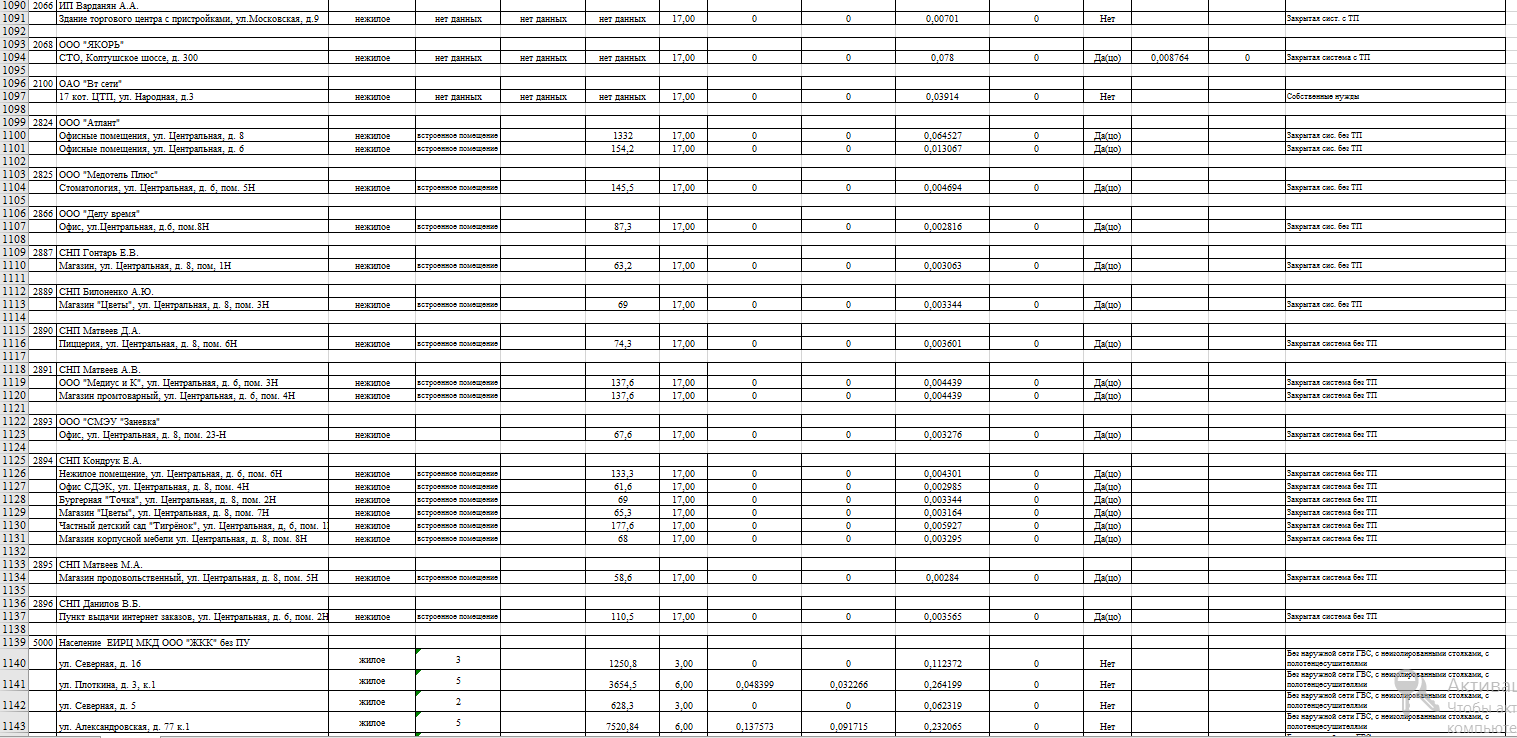 1090 2066 ИП Варданян А.А.
1091 Здание торгового центра с пристройками, ул.Московская, д.9 нежилое нет данных нет данных нет данных 17,00 0 0 0,00701 0 Нет Закрытая сист. с ТП
1092
1093 2068 ООО "ЯКОРЬ"
1094 СТО, Колтушское шоссе, д. 300 нежилое нет данных нет данных нет данных 17,00 0 0 0,078 0 Да(цо) 0,008764 0 Закрытая система с ТП
1095
1096 2100 ОАО "Вт сети"
1097 17 кот. ЦТП, ул. Народная, д.3 нежилое нет данных нет данных нет данных 17,00 0 0 0,03914 0 Нет Собственные нужды
1098
1099 2824 ООО "Атлант"
1100 Офисные помещения, ул. Центральная, д. 8 нежилое встроенное помещение 1332 17,00 0 0 0,064527 0 Да(цо) Закрытая сис. без ТП
1101 Офисные помещения, ул. Центральная, д. 6 нежилое встроенное помещение 154,2 17,00 0 0 0,013067 0 Да(цо) Закрытая сис. без ТП
1102
1103 2825 ООО "Медотель Плюс"
1104 Стоматология, ул. Центральная, д. 6, пом. 5Н нежилое встроенное помещение 145,5 17,00 0 0 0,004694 0 Да(цо) Закрытая сис. без ТП
1105
1106 2866 ООО "Делу время"
1107 Офис, ул.Центральная, д.6, пом.8Н нежилое встроенное помещение 87,3 17,00 0 0 0,002816 0 Да(цо) Закрытая сис. без ТП
1108
1109 2887 СНП Гонтарь Е.В.
1110 Магазин, ул. Центральная, д. 8, пом, 1Н нежилое встроенное помещение 63,2 17,00 0 0 0,003063 0 Да(цо) Закрытая сис. без ТП
1111
1112 2889 СНП Билоненко А.Ю.
1113 Магазин "Цветы", ул. Центральная, д. 8, пом. 3Н нежилое встроенное помещение 69 17,00 0 0 0,003344 0 Да(цо) Закрытая сис. без ТП
1114
1115 2890 СНП Матвеев Д.А.
1116 Пиццерия, ул. Центральная, д. 8, пом. 6Н нежилое встроенное помещение 74,3 17,00 0 0 0,003601 0 Да(цо) Закрытая система без ТП
1117
1118 2891 СНП Матвеев А.В.
1119 ООО "Медиус и К", ул. Центральная, д. 6, пом. 3Н нежилое встроенное помещение 137,6 17,00 0 0 0,004439 0 Да(цо) Закрытая система без ТП
1120 Магазин промтоварный, ул. Центральная, д. 6, пом. 4Н нежилое встроенное помещение 137,6 17,00 0 0 0,004439 0 Да(цо) Закрытая система без ТП
1121
1122 2893 ООО "СМЭУ "Заневка"
1123 Офис, ул. Центральная, д. 8, пом. 23-Н нежилое 67,6 17,00 0 0 0,003276 0 Да(цо) Закрытая система без ТП
1124
1125 2894 СНП Кондрук Е.А.
1126 Нежилое помещение, ул. Центральная, д. 6, пом. 6Н нежилое встроенное помещение 133,3 17,00 0 0 0,004301 0 Да(цо) Закрытая система без ТП
1127 Офис СДЭК, ул. Центральная, д. 8, пом. 4Н нежилое встроенное помещение 61,6 17,00 0 0 0,002985 0 Да(цо) Закрытая система без ТП
1128 Бургерная "Точка", ул. Центральная, д. 8, пом. 2Н нежилое встроенное помещение 69 17,00 0 0 0,003344 0 Да(цо) Закрытая система без ТП
1129 Магазин "Цветы", ул. Центральная, д. 8, пом. 7Н нежилое встроенное помещение 65,3 17,00 0 0 0,003164 0 Да(цо) Закрытая система без ТП
1130 Частный детский сад "Тигрёнок", ул. Центральная, д, 6, пом. нежилое встроенное помещение 177,6 17,00 0 0 0,005927 0 Да(цо) Закрытая система без ТП
1131 Магазин корпусной мебели ул. Центральная, д. 8, пом. 8Н нежилое встроенное помещение 68 17,00 0 0 0,003295 0 Да(цо) Закрытая система без ТП
1132
1133 2895 СНП Матвеев М.А.
1134 Магазин продовольственный, ул. Центральная, д. 8, пом. 5Н нежилое встроенное помещение 58,6 17,00 0 0 0,00284 0 Да(цо) Закрытая система без ТП
1135
1136 2896 СНП Данилов В.Б.
1137 Пункт выдачи интернет заказов, ул. Центральная, д. 6, пом. 2Н нежилое встроенное помещение 110,5 17,00 0 0 0,003565 0 Да(цо) Закрытая система без ТП
1138
1139 5000 Население ЕИРЦ МКД ООО "ЖКК" без ПУ
1140 ул. Северная, д. 16 жилое 3 1250,8 3,00 0 0 0,112372 0 Нет Без наружной сети ГВС, с неизолированными стояками, с
полотенцесушителями
1141 ул. Плоткина, д. 3, к.1 жилое 5 3654,5 6,00 0,048399 0,032266 0,264199 0 Нет Без наружной сети ГВС, с неизолированными стояками, с
полотенцесушителями
1142 ул. Северная, д. 5 жилое 2 628,3 3,00 0 0 0,062319 0 Нет Без наружной сети ГВС, с неизолированными стояками, с
полотенцесушителями
1143 ул. Александровская, д. 77 к.1 жилое 5 7520,84 6,00 0,137573 0,091715 0,232065 0 Нет Без наружной сети ГВС, с неизолированными стояками, с
полотенцесушителями
Активац
Чтобы акт
компьюте